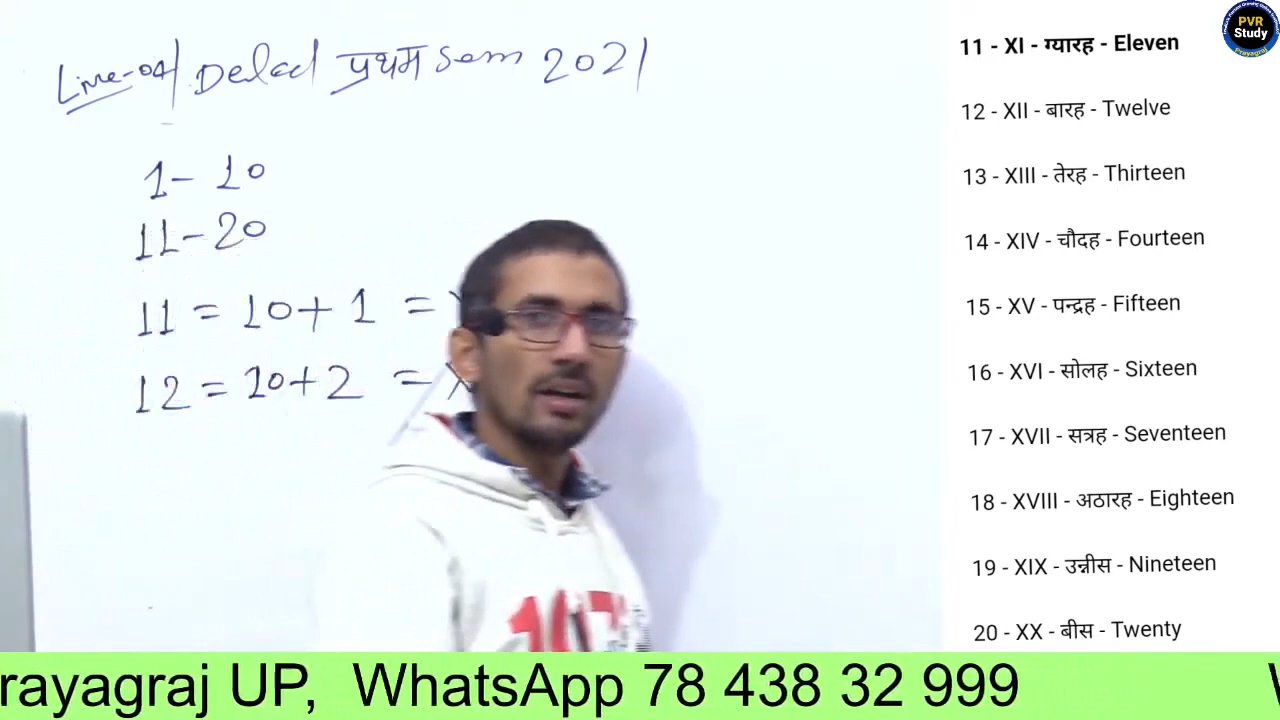 Live-04 Deled प्रथम Sem 2021
1 - 10
11 - 20
11 = 10 + 1 = X
12 = 10 + 2 = X
PVR
Study
Prayagraj
11 - XI - ग्यारह - Eleven
12 - XII - बारह - Twelve
13 - XIII - तेरह - Thirteen
14 - XIV - चौदह - Fourteen
15 - XV - पन्द्रह - Fifteen
16 - XVI - सोलह - Sixteen
17 - XVII - सत्रह - Seventeen
18 - XVIII - अठारह - Eighteen
19 - XIX - उन्नीस - Nineteen
20 - XX - बीस - Twenty
rayagraj UP, WhatsApp 78 438 32 999